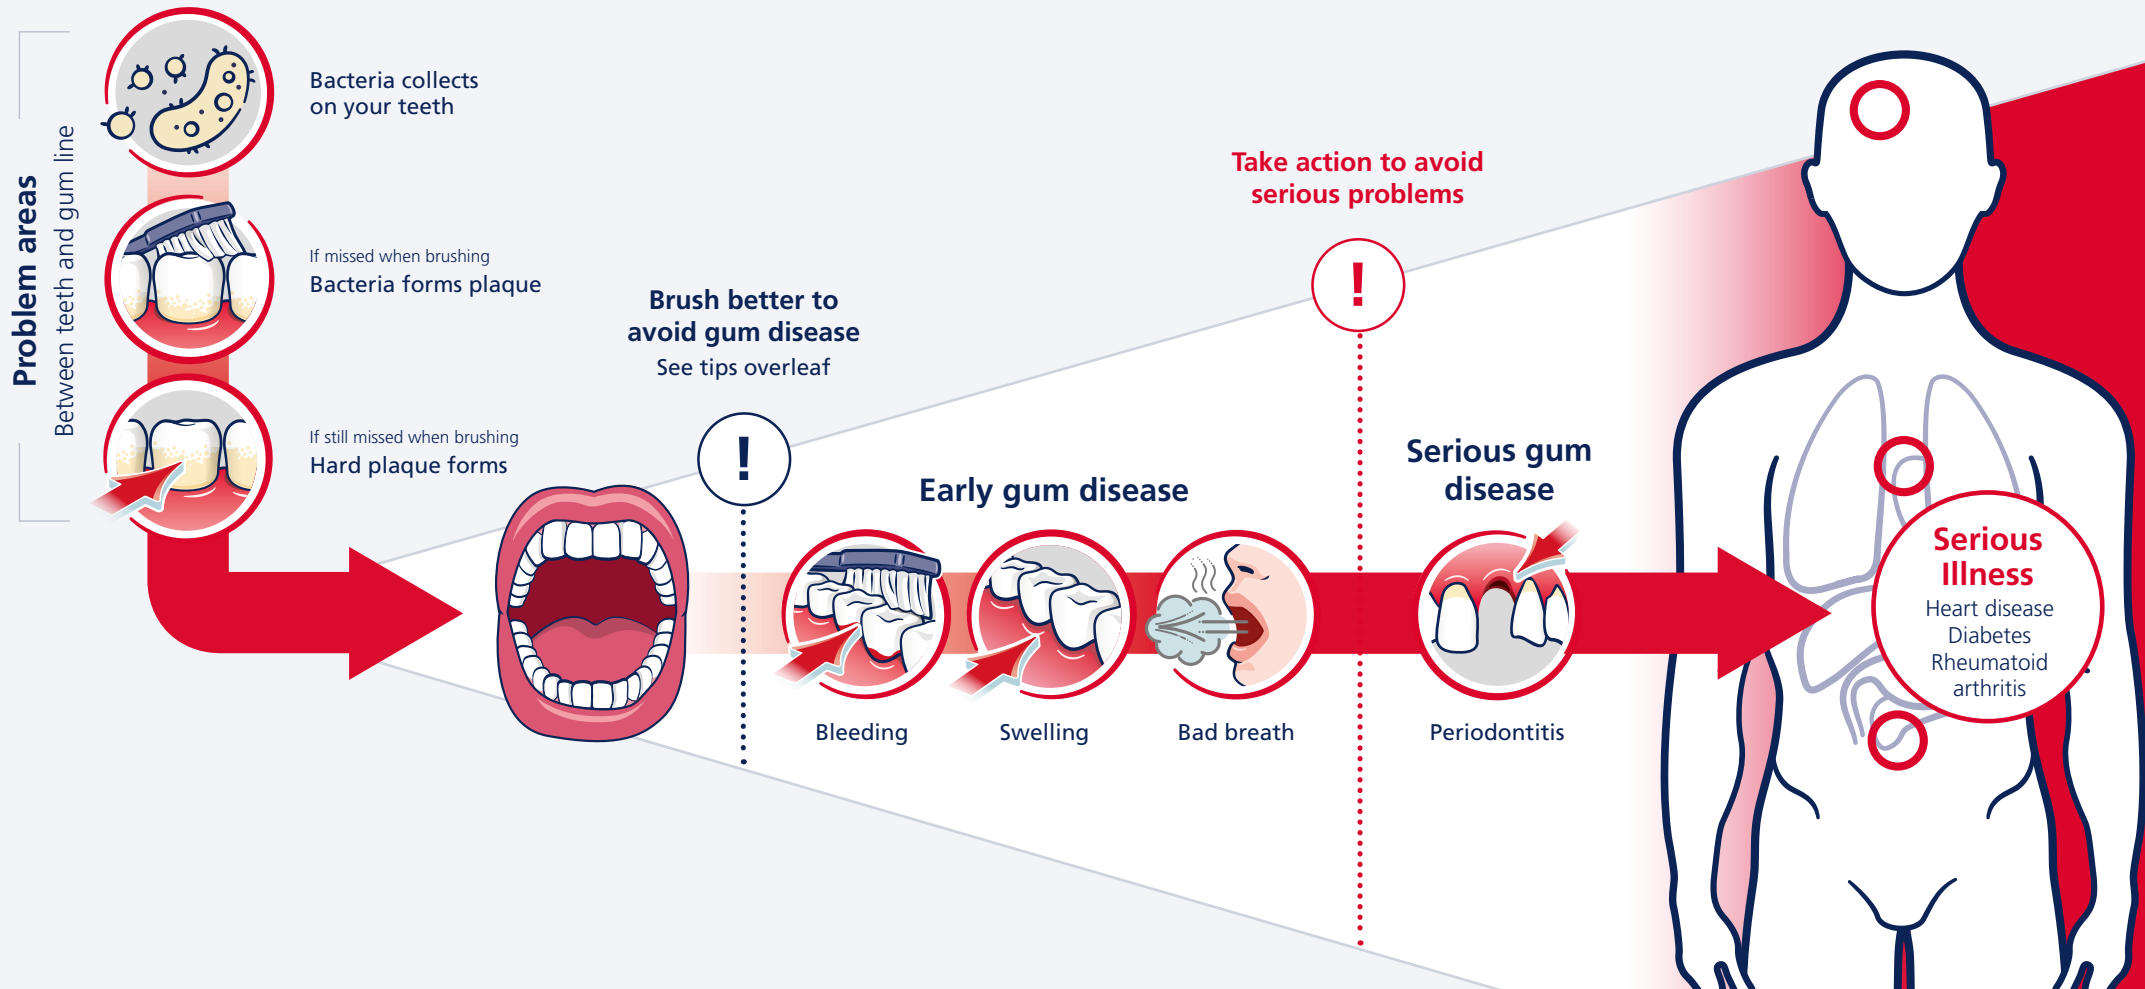 Problem areas
Between teeth and gum line
Bacteria collects
on your teeth
If missed when brushing
Bacteria forms plaque
If still missed when brushing
Hard plaque forms
Brush better to
avoid gum disease
See tips overleaf
!
Early gum disease
Bleeding
Swelling
Bad breath
Take action to avoid
serious problems
!
Serious gum
disease
Periodontitis
Serious
Illness
Heart disease
Diabetes
Rheumatoid
arthritis